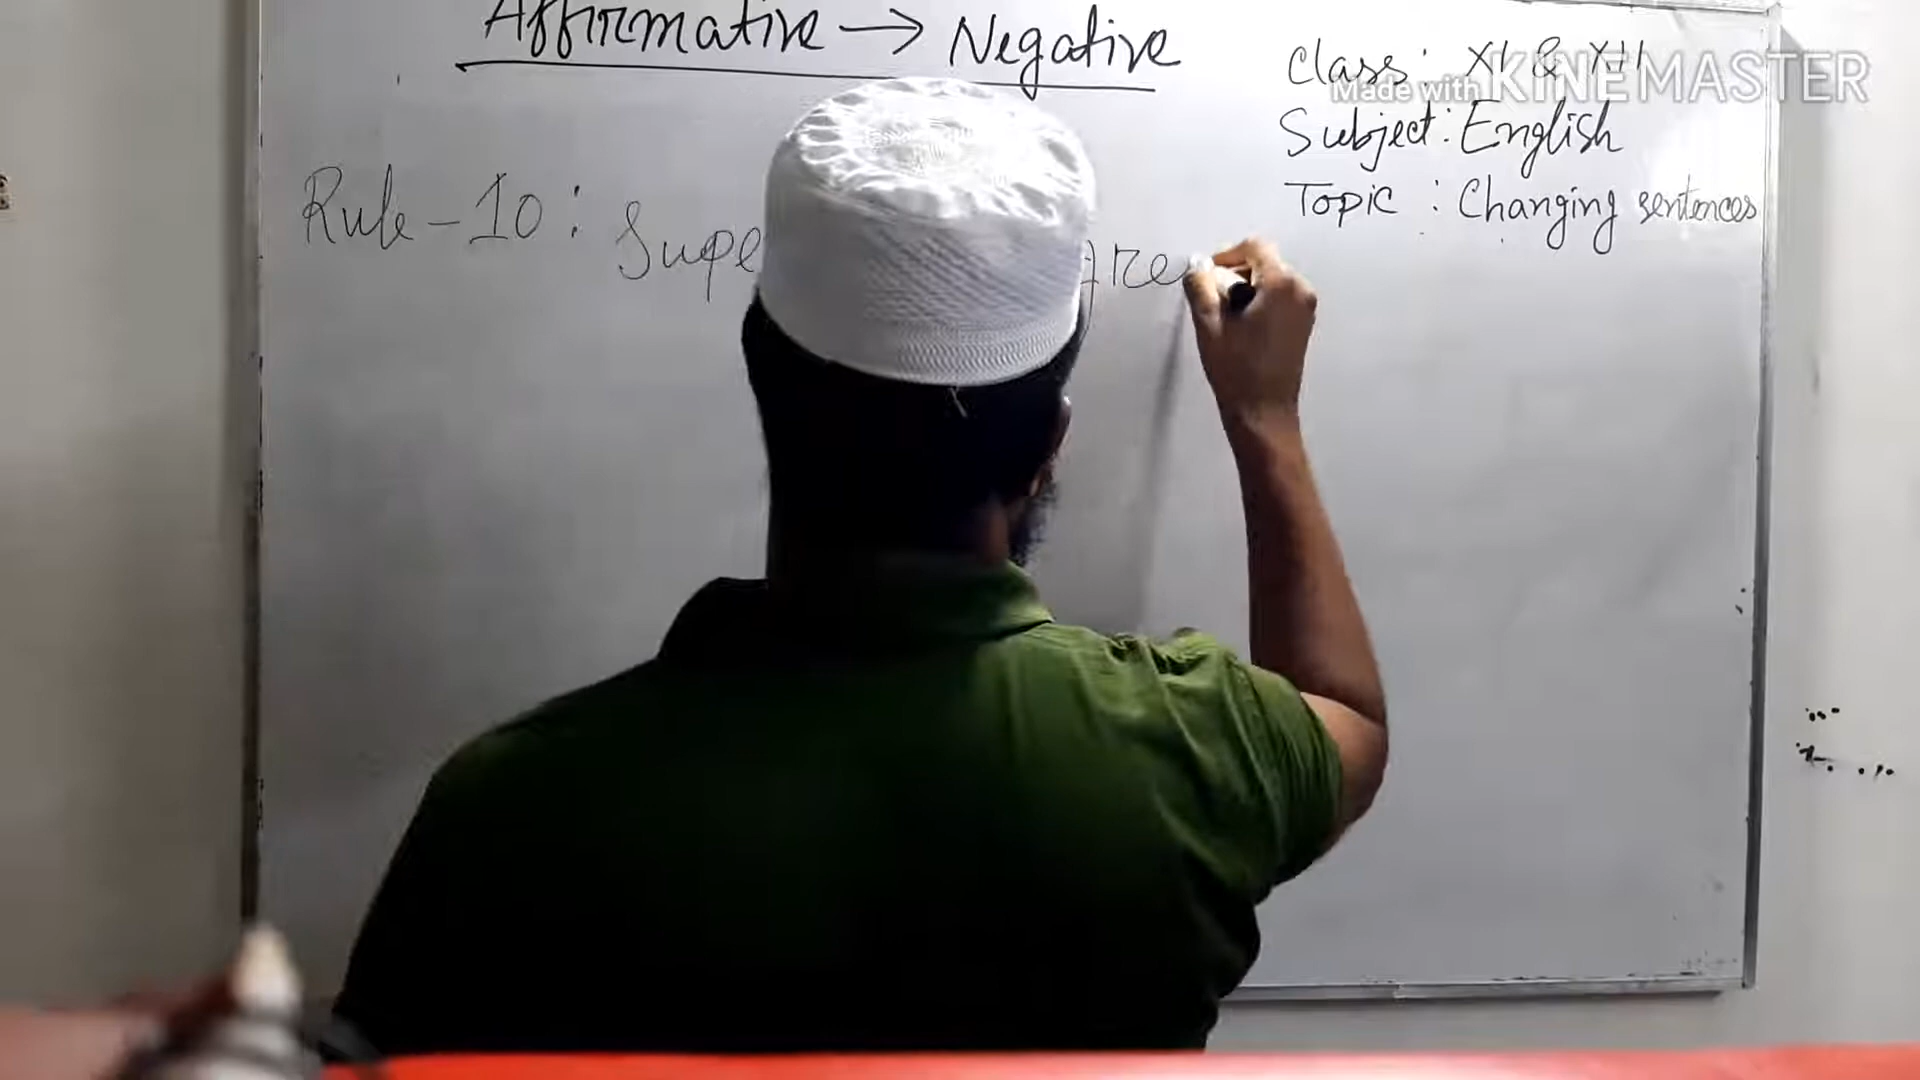 Affirmative → Negative
Class: XI & XII
Made with KINEMASTER
Subject: English
Topic : Changing sentences
Rule-10: